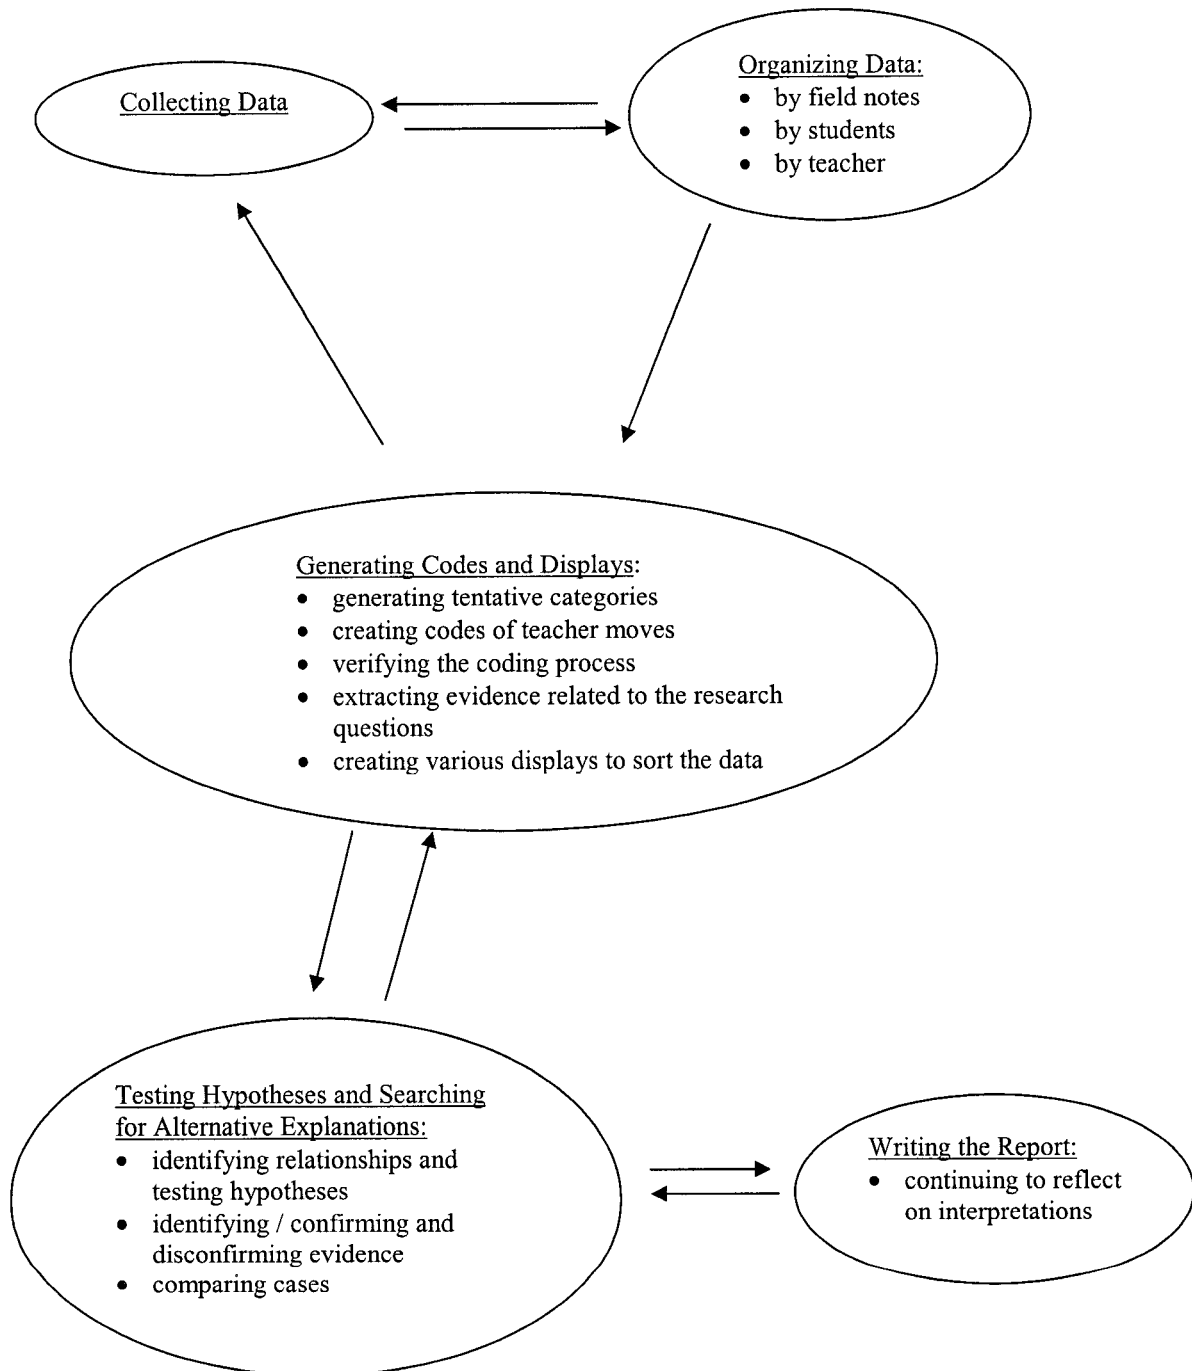 Collecting Data
Organizing Data:
• by field notes
• by students
• by teacher
Generating Codes and Displays:
• generating tentative categories
• creating codes of teacher moves
• verifying the coding process
• extracting evidence related to the research
questions
• creating various displays to sort the data
Testing Hypotheses and Searching
for Alternative Explanations:
• identifying relationships and
testing hypotheses
• identifying / confirming and
disconfirming evidence
• comparing cases
Writing the Report:
• continuing to reflect
on interpretations